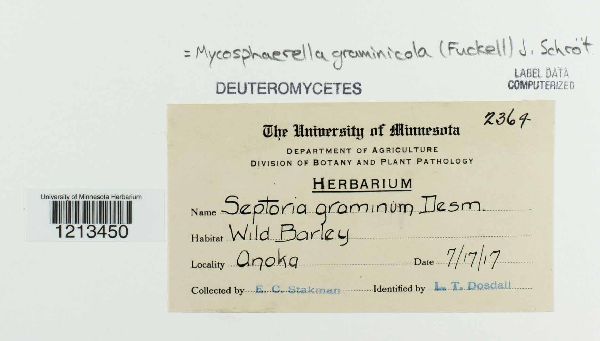 = Mycosphaerella graminicola (Fuckell) J. Schröt.
DEUTEROMYCETES
LABEL DATA
COMPUTERIZED
2364
The University of Minnesota
DEPARTMENT OF AGRICULTURE
DIVISION OF BOTANY AND PLANT PATHOLOGY
HERBARIUM
University of Minnesota Herbarium
1213450
Name Septoria graminum Desm.
Habitat Wild Barley
Locality Anoka Date 7/17/17
Collected by E. C. Stakman Identified by L. T. Dosdall